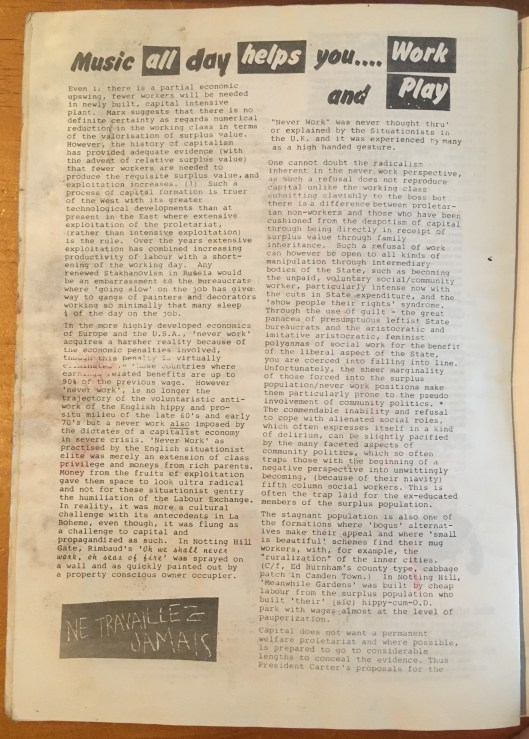 Music all day helps you.... Work
and Play
Even i. there is a partial economic
upswing, fewer workers will be needed
in newly built, capital intensive
plant. Marx suggests that there is no
definite certainty as regards numerical
reducting in the working class in terms
of the valorisation of surplus value.
However, the history of capitalism
has provided adequate evidence (with
the advent of relative surplus value)
that fewer workers are needed to
produce the requisite surplus value, and
exploitation increases. (1) Such a
process of capital formation is truer
of the West with its greater
technological developments than at
present in the East where extensive
exploitation of the proletariat,
(rather than intensive exploitation)
is the rule. Over the years extensive
exploitation has combined increasing
productivity of labour with a short-
ening of the working day. Any
renewed Stakhanovism in Russia would
be an embarrassment to the bureaucrats
where 'going slow' on the job has given
way to gangs of painters and decorators
working so minimally that many sleep
½ of the day on the job.
In the more highly developed economics
of Europe and the U.S.A., 'never work'
acquires a harsher reality because of
the economic penalties involved,
though this penalty is virtually
in those countries where
related benefits are up to
90% of the previous wage. However
'never work', is no longer the
trajectory of the voluntaristic anti-
work of the English hippy and pro-
situ milieu of the late 60's and early
70's but a never work also imposed by
the dictates of a capitalist economy
in severe crisis. 'Never Work' as
practised by the English situationist
elite was merely an extension of class
privilege and moneys from rich parents.
Money from the fruits of exploitation
gave them space to look ultra radical
and not for these situationist gentry
the humiliation of the Labour Exchange.
In reality, it was more a cultural
challenge with its antecedents in La
Boheme, even though, it was flung as
a challenge to capital and
propagandized as such. In Notting Hill
Gate, Rimbaud's 'Oh we shall never
work, oh seas of fire' was sprayed on
a wall and as quickly painted out by
a property conscious owner occupier.
NE TRAVAILLEZ
JAMAIS
"Never Work" was never thought thru'
or explained by the Situationists in
the U.K. and it was experienced by many
as a high handed gesture.
One cannot doubt the radicalism
inherent in the never work perspective,
as such a refusal does not reproduce
capital unlike the working class
submitting slavishly to the boss but
there is a difference between proletar-
ian non-workers and those who have been
cushioned from the despotism of capital
through being directly in receipt of
surplus value through family
inheritance. Such a refusal of work
can however be open to all kinds of
manipulation through intermediary
bodies of the State, such as becoming
the unpaid, voluntary social/community
worker, particularly intense now with
the cuts in State expenditure, and the
'show people their rights' syndrome.
Through the use of guilt - the great
panacea of presumptuous leftist State
bureaucrats and the aristocratic and
imitative aristocratic, feminist
polyannas of social work for the benefit
of the liberal aspect of the State,
you are coerced into falling into line.
Unfortunately, the sheer marginality
of those forced into the surplus
population/never work positions make
them particularly prone to the pseudo
involvement of community politics. *
The commendable inability and refusal
to cope with alienated social roles,
which often expresses itself in a kind
of delirium, can be slightly pacified
by the many faceted aspects of
community politics, which so often
traps those with the beginning of a
negative perspective into unwittingly
becoming, (because of their niavity)
fifth column social workers. This is
often the trap laid for the ex-educated
members of the surplus population.
The stagnant population is also one of
the formations where 'bogus' alternat-
ives make their appeal and where 'small
is beautiful' schemes find their mug
workers, with, for example, the
"ruralization" of the inner cities.
(C/f, Ed Burnham's county type, cabbage
patch in Camden Town.) In Notting Hill,
'Meanwhile Gardens' was built by cheap
labour from the surplus population who
built 'their' (sic) hippy-cum-O.D.
park with wages almost at the level of
pauperization.
Capital does not want a permanent
welfare proletariat and where possible,
is prepared to go to considerable
lengths to conceal the evidence. Thus
President Carter's proposals for the